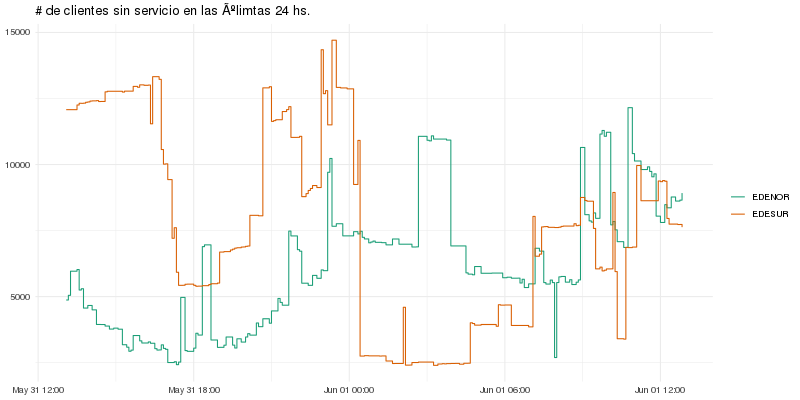 # de clientes sin servicio en las Ãºlimtas 24 hs.
15000
10000
5000
May 31 12:00
May 31 18:00
Jun 01 00:00
Jun 01 06:00
Jun 01 12:00
EDENOR
EDESUR